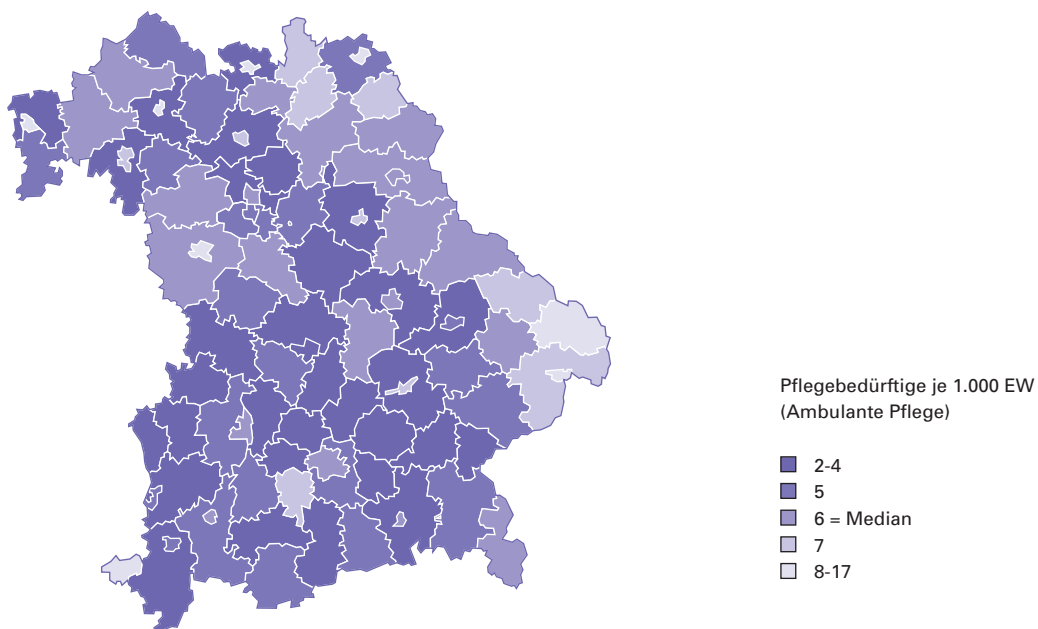 Pflegebedürftige je 1.000 EW
(Ambulante Pflege)
2-4
5
6 = Median
7
8-17